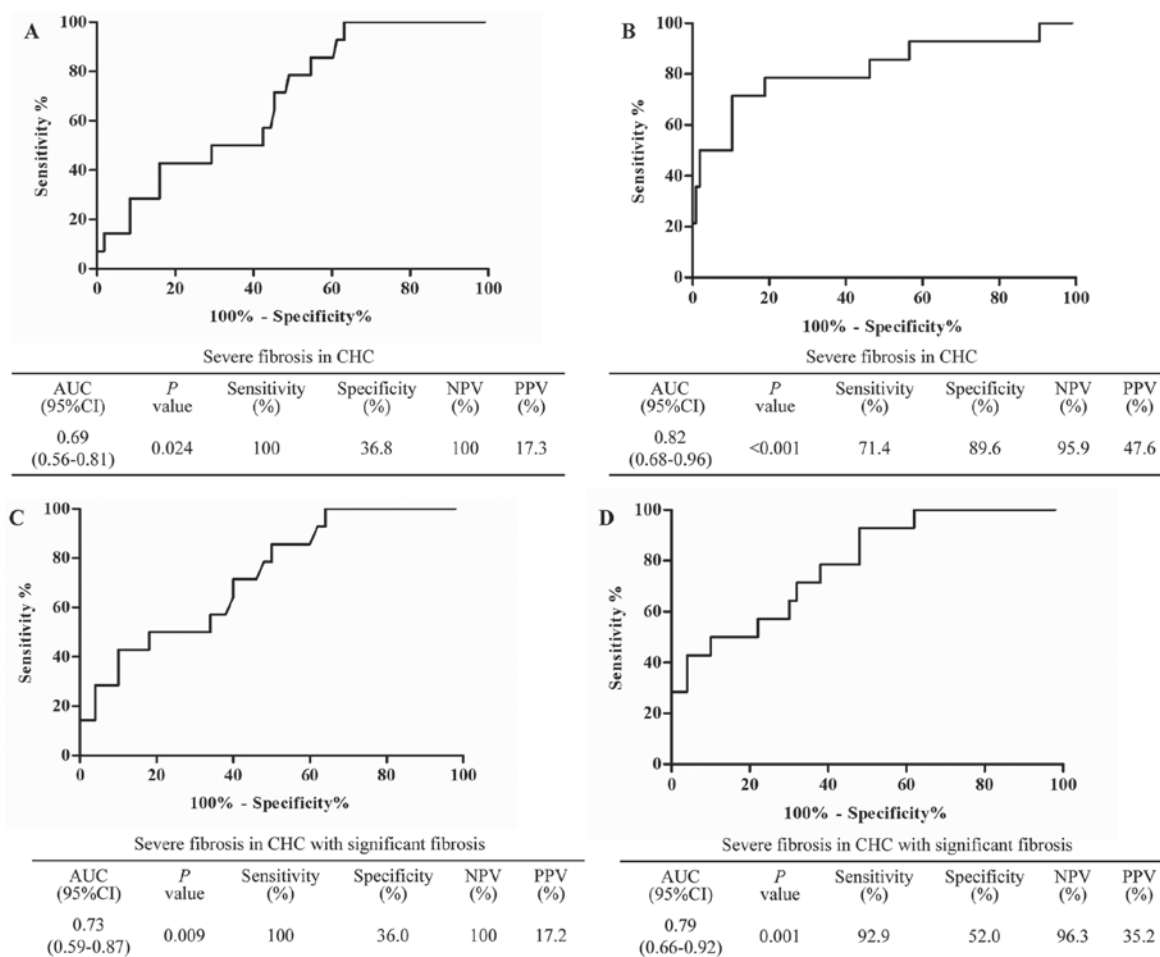 A
100
80
60
40
20
0
Sensitivity %
0 20 40 60 80 100
100% - Specificity%
Severe fibrosis in CHC
AUC (95%CI) P value Sensitivity (%) Specificity (%) NPV (%) PPV (%)
0.69 (0.56-0.81) 0.024 100 36.8 100 17.3
B
100
80
60
40
20
0
Sensitivity %
0 20 40 60 80 100
100% - Specificity%
Severe fibrosis in CHC
AUC (95%CI) P value Sensitivity (%) Specificity (%) NPV (%) PPV (%)
0.82 (0.68-0.96) <0.001 71.4 89.6 95.9 47.6
C
100
80
60
40
20
0
Sensitivity %
0 20 40 60 80 100
100% - Specificity%
Severe fibrosis in CHC with significant fibrosis
AUC (95%CI) P value Sensitivity (%) Specificity (%) NPV (%) PPV (%)
0.73 (0.59-0.87) 0.009 100 36.0 100 17.2
D
100
80
60
40
20
0
Sensitivity %
0 20 40 60 80 100
100% - Specificity%
Severe fibrosis in CHC with significant fibrosis
AUC (95%CI) P value Sensitivity (%) Specificity (%) NPV (%) PPV (%)
0.79 (0.66-0.92) 0.001 92.9 52.0 96.3 35.2